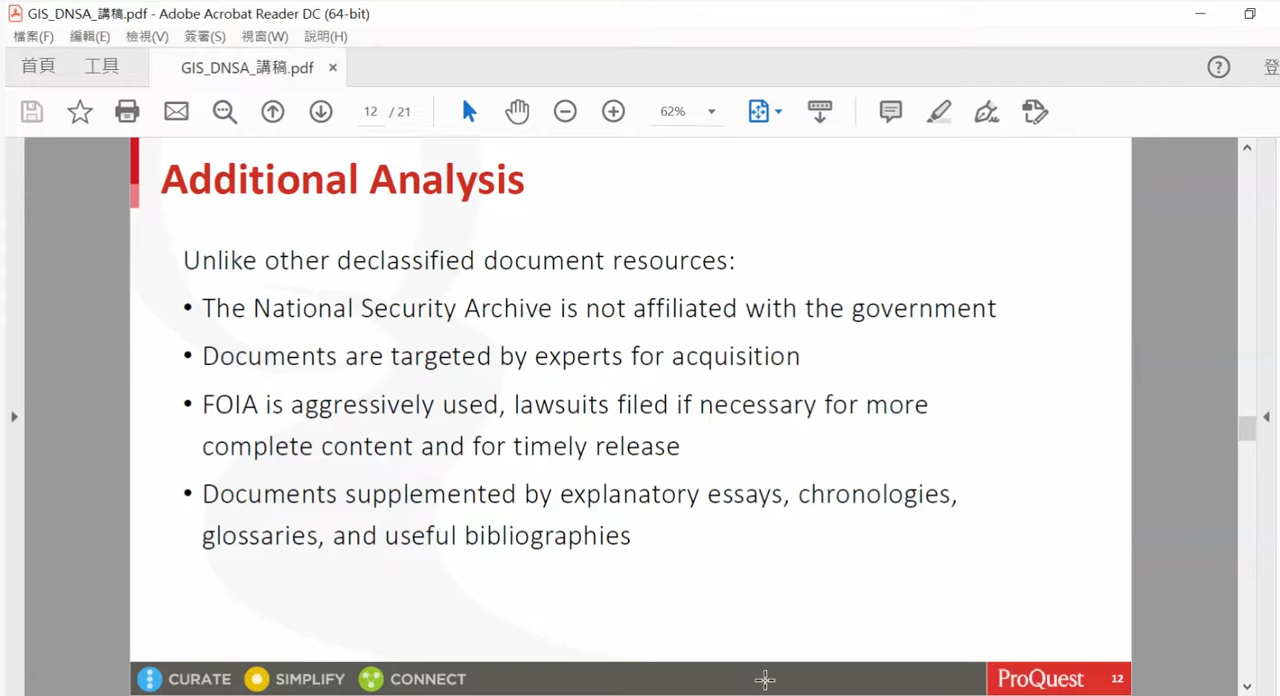 GIS_DNSA_講稿.pdf - Adobe Acrobat Reader DC (64-bit)
檔案(F) 編輯(E) 檢視(V) 簽署(S) 視窗(W) 說明(H)
首頁 工具 GIS_DNSA_講稿.pdf × ? 登
12 / 21 62%
Additional Analysis
Unlike other declassified document resources:
• The National Security Archive is not affiliated with the government
• Documents are targeted by experts for acquisition
• FOIA is aggressively used, lawsuits filed if necessary for more
complete content and for timely release
• Documents supplemented by explanatory essays, chronologies,
glossaries, and useful bibliographies
CURATE SIMPLIFY CONNECT ProQuest 12